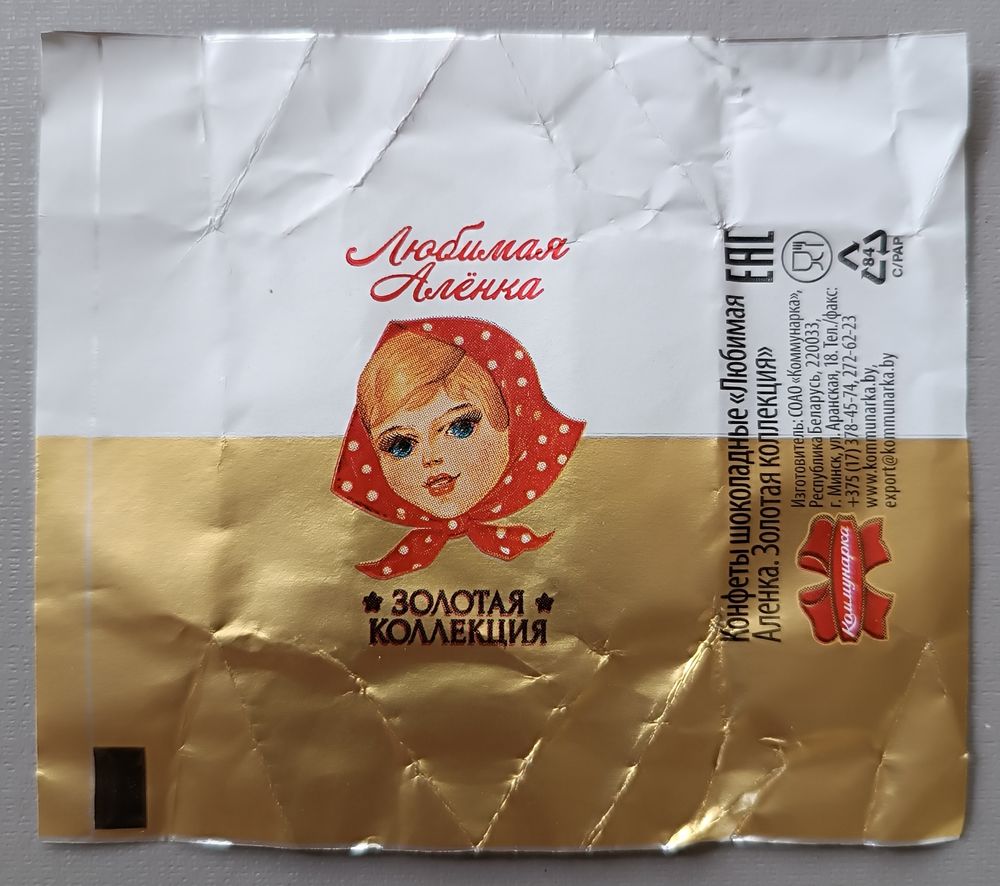 Любимая
Алёнка
ЗОЛОТАЯ
КОЛЛЕКЦИЯ
Конфеты шоколадные «Любимая
Аленка. Золотая коллекция»
EAC
Изготовитель: СОАО «Коммунарка»,
Республика Беларусь, 220033,
г. Минск, ул. Аранская, 18. Тел./факс:
+375 (17) 378-45-74, 272-62-23
www.kommunarka.by,
export@kommunarka.by
84
C/PAP
Коммунарка